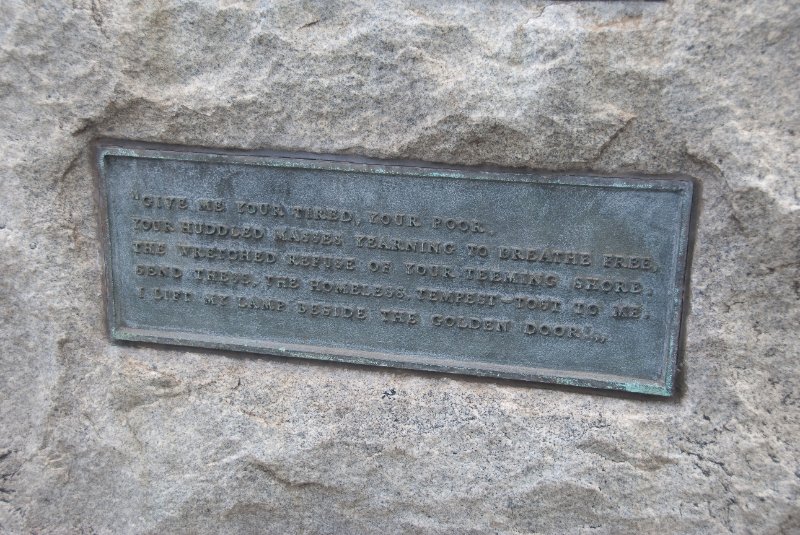 "GIVE ME YOUR TIRED, YOUR POOR.
YOUR HUDDLED MASSES YEARNING TO BREATHE FREE,
THE WRETCHED REFUSE OF YOUR TEEMING SHORE.
SEND THESE, THE HOMELESS, TEMPEST-TOST TO ME.
I LIFT MY LAMP BESIDE THE GOLDEN DOOR!"